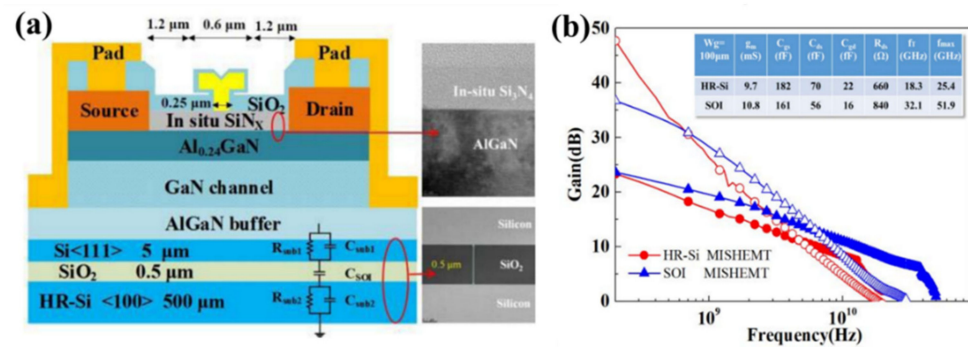 (a)
1.2 µm 0.6 µm 1.2 µm
Pad Pad
0.25 µm SiO₂
Source Drain
In situ SiNX
Al0.24GaN
GaN channel
AlGaN buffer
Si<111> 5 µm
SiO₂ 0.5 µm
HR-Si <100> 500 µm
Rsub1 Csub1
CSOI
Rsub2 Csub2
In-situ Si₃N₄
AlGaN
Silicon
0.5 µm SiO₂
Silicon
(b)
Wg= 100µm gm (mS) Cgs (fF) Cds (fF) Cgd (fF) Rds (Ω) fT (GHz) fmax (GHz)
HR-Si 9.7 182 70 22 660 18.3 25.4
SOI 10.8 161 56 16 840 32.1 51.9
Gain(dB)
50
40
30
20
10
0
HR-Si MISHEMT
SOI MISHEMT
10⁹ 10¹⁰
Frequency(Hz)